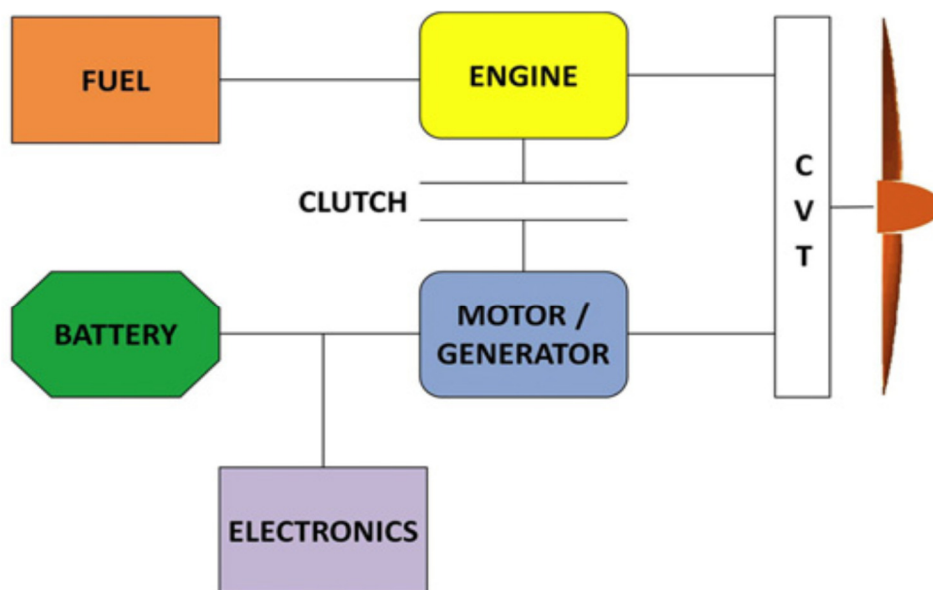 FUEL
ENGINE
CLUTCH
C
V
T
BATTERY
MOTOR /
GENERATOR
ELECTRONICS